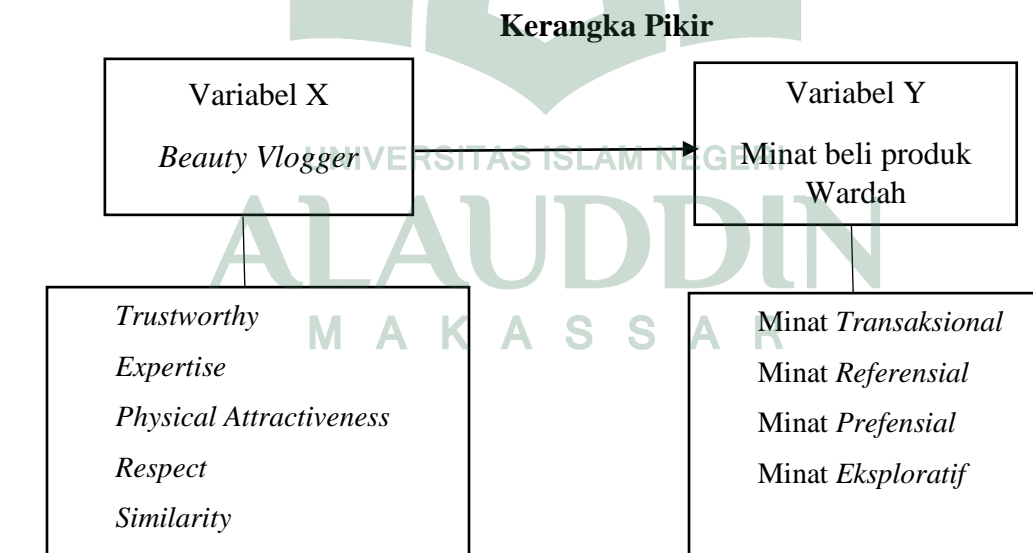 Kerangka Pikir
Variabel X
Beauty Vlogger
Variabel Y
Minat beli produk
Wardah
UNIVERSITAS ISLAM NEGERI
ALAUDDIN
MAKASSAR
Trustworthy
Expertise
Physical Attractiveness
Respect
Similarity
Minat Transaksional
Minat Referensial
Minat Prefensial
Minat Eksploratif